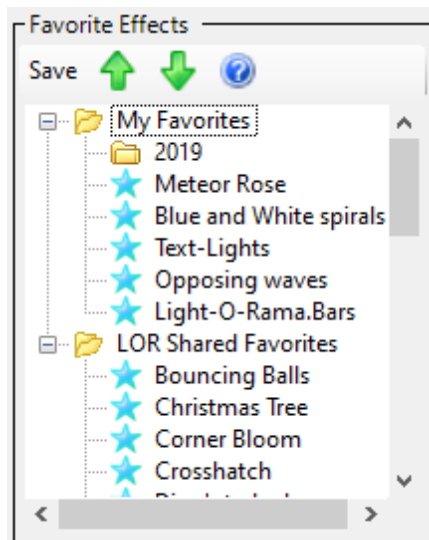 Favorite Effects
Save
My Favorites
2019
Meteor Rose
Blue and White spirals
Text-Lights
Opposing waves
Light-O-Rama.Bars
LOR Shared Favorites
Bouncing Balls
Christmas Tree
Corner Bloom
Crosshatch